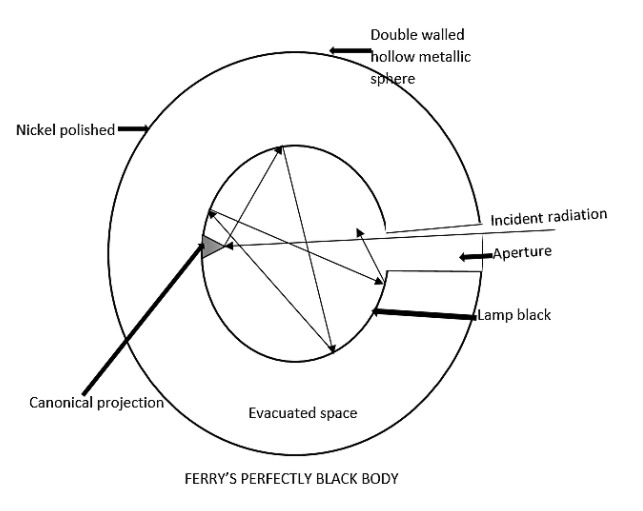 Double walled
hollow metallic
sphere
Nickel polished
Incident radiation
Aperture
Lamp black
Canonical projection
Evacuated space
FERRY'S PERFECTLY BLACK BODY